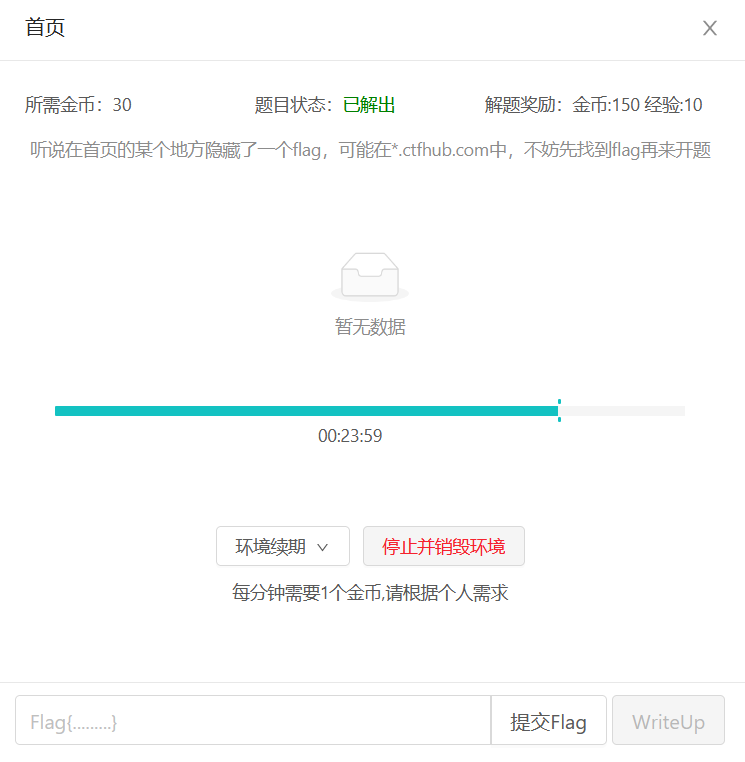 首页
所需金币：30 题目状态：已解出 解题奖励：金币:150 经验:10
听说在首页的某个地方隐藏了一个flag，可能在*.ctfhub.com中，不妨先找到flag再来开题
暂无数据
00:23:59
环境续期 停止并销毁环境
每分钟需要1个金币,请根据个人需求
Flag{.........} 提交Flag WriteUp